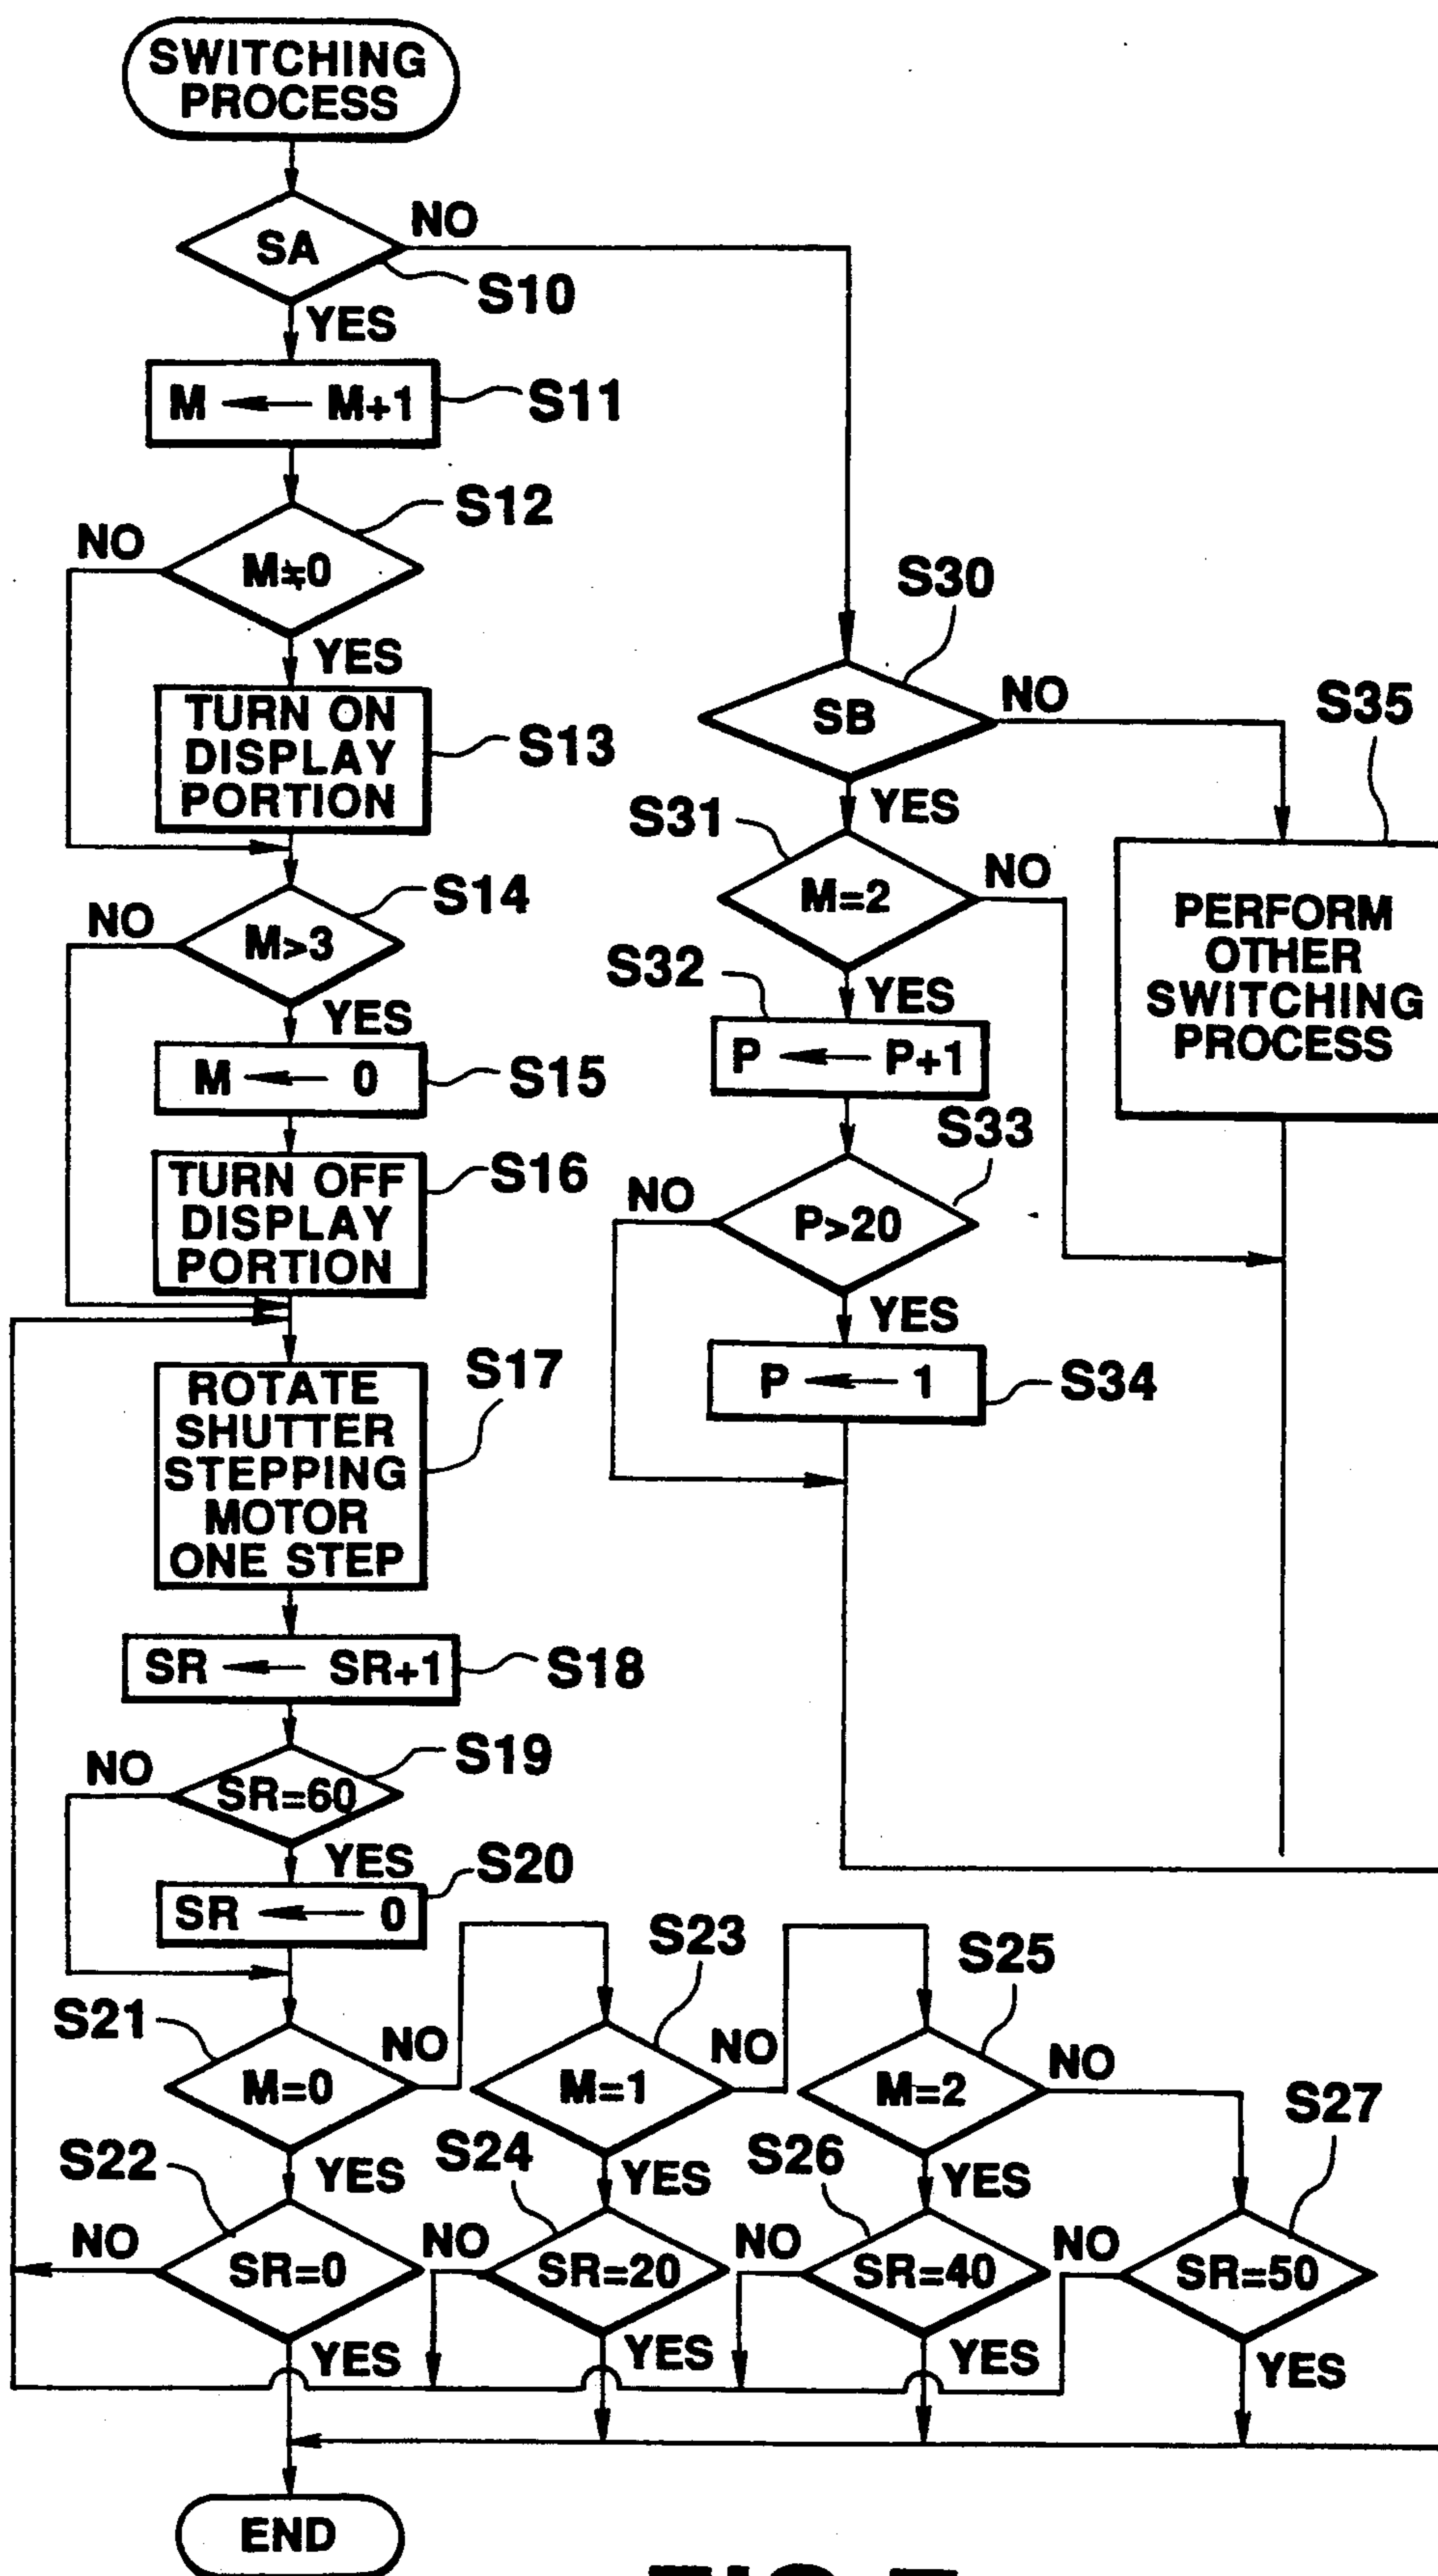 SWITCHING
PROCESS
SA
NO
S10
YES
M ← M+1
S11
S12
NO
M≒0
YES
TURN ON
DISPLAY
PORTION
S13
S14
NO
M>3
YES
M ← 0
S15
TURN OFF
DISPLAY
PORTION
S16
ROTATE
SHUTTER
STEPPING
MOTOR
ONE STEP
S17
SR ← SR+1
S18
S19
NO
SR=60
YES
SR ← 0
S20
S30
SB
NO
YES
S31
M=2
NO
S32
YES
P ← P+1
S33
NO
P>20
YES
P ← 1
S34
S35
PERFORM
OTHER
SWITCHING
PROCESS
S21
M=0
NO
YES
S23
M=1
NO
YES
S25
M=2
NO
YES
S22
NO
SR=0
YES
S24
NO
SR=20
YES
S26
NO
SR=40
YES
S27
NO
SR=50
YES
END